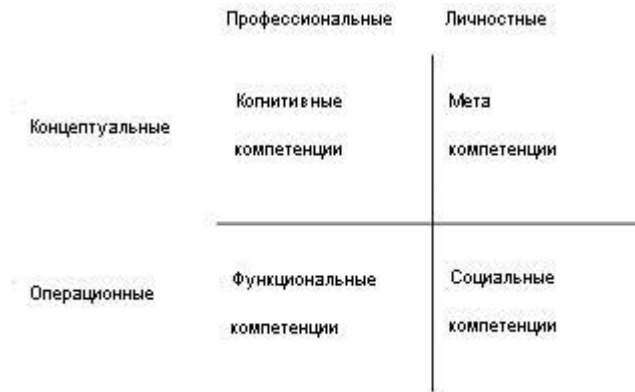 Профессиональные Личностные
Когнитивные Мета
Концептуальные
компетенции компетенции
Функциональные Социальные
Операционные
компетенции компетенции